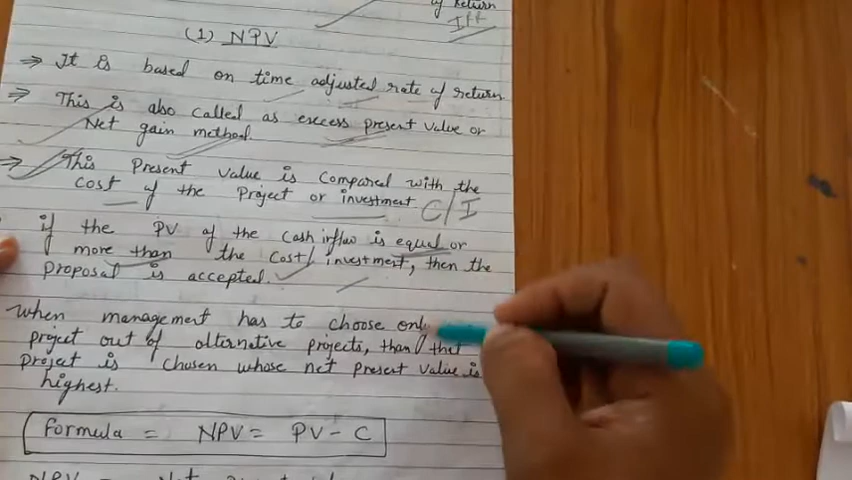 of Return
(1) NPV
⇒ It is based on time adjusted rate of return
⇒ This is also called as excess present value or
Net gain method.
⇒ This Present value is compared with the
cost of the Project or investment C/I
if the PV of the cash inflow is equal or
more than the cost/investment, then the
proposal is accepted.
when management has to choose only
project out of alternative projects, than that
project is chosen whose net present value is
highest.
Formula = NPV = PV - C
NPV =